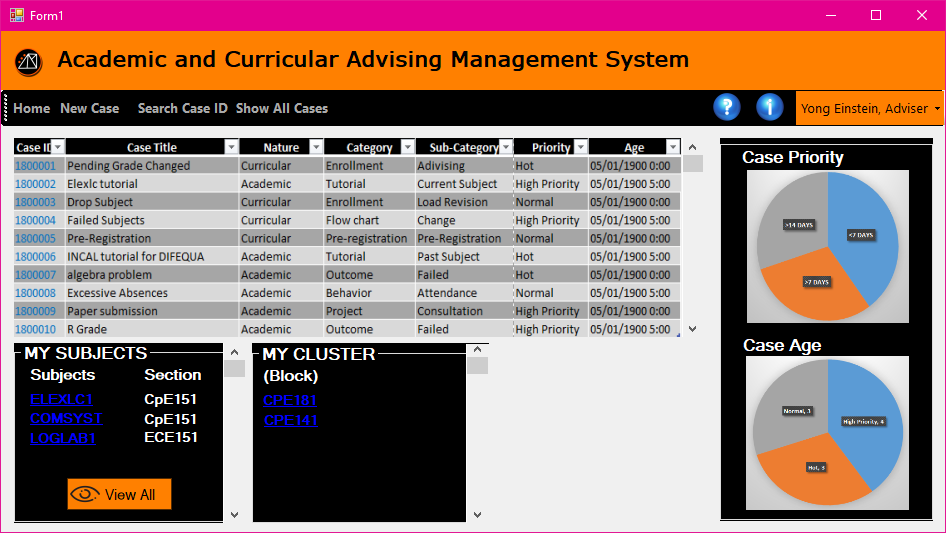 Form1
Academic and Curricular Advising Management System
Home New Case Search Case ID Show All Cases ? i Yong Einstein, Adviser
Case ID Case Title Nature Category Sub-Category Priority Age
1800001 Pending Grade Changed Curricular Enrollment Adivising Hot 05/01/1900 0:00
1800002 Elexlc tutorial Academic Tutorial Current Subject High Priority 05/01/1900 5:00
1800003 Drop Subject Curricular Enrollment Load Revision Normal 05/01/1900 0:00
1800004 Failed Subjects Curricular Flow chart Change High Priority 05/01/1900 5:00
1800005 Pre-Registration Curricular Pre-registration Pre-Registration Normal 05/01/1900 0:00
1800006 INCAL tutorial for DIFEQUA Academic Tutorial Past Subject Hot 05/01/1900 5:00
1800007 algebra problem Academic Outcome Failed Hot 05/01/1900 0:00
1800008 Excessive Absences Academic Behavior Attendance Normal 05/01/1900 5:00
1800009 Paper submission Academic Project Consultation High Priority 05/01/1900 0:00
1800010 R Grade Academic Outcome Failed High Priority 05/01/1900 5:00
MY SUBJECTS
Subjects Section
ELEXLC1 CpE151
COMSYST CpE151
LOGLAB1 ECE151
View All
MY CLUSTER
(Block)
CPE181
CPE141
Case Priority
>14 DAYS
<7 DAYS
>7 DAYS
Case Age
Normal, 3
High Priority, 4
Hot, 3